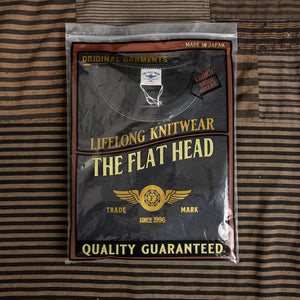 MADE IN JAPAN
ORIGINAL GARMENTS
LIFELONG KNITWEAR
THE FLAT HEAD
TRADE MARK
SINCE 1996
QUALITY GUARANTEED